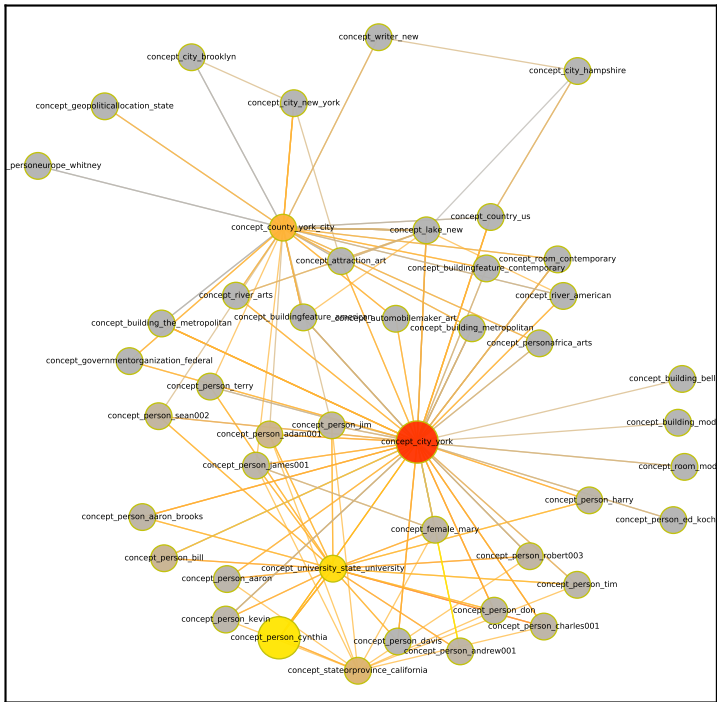 concept_writer_new
concept_city_brooklyn
concept_city_hampshire
concept_geopoliticallocation_state
concept_city_new_york
_personeurope_whitney
concept_country_us
concept_county_york_city
concept_lake_new
concept_attraction_art
concept_room_contemporary
concept_buildingfeature_contemporary
concept_river_arts
concept_river_american
concept_buildingfeature_american
concept_automobilemaker_art
concept_building_the_metropolitan
concept_building_metropolitan
concept_personafrica_arts
concept_governmentorganization_federal
concept_building_bell
concept_person_terry
concept_person_sean002
concept_person_jim
concept_building_mod
concept_person_adam001
concept_city_york
concept_person_james001
concept_room_mod
concept_person_harry
concept_person_aaron_brooks
concept_person_ed_koch
concept_female_mary
concept_person_bill
concept_person_robert003
concept_university_state_university
concept_person_aaron
concept_person_tim
concept_person_don
concept_person_kevin
concept_person_charles001
concept_person_cynthia
concept_person_davis
concept_person_andrew001
concept_stateorprovince_california